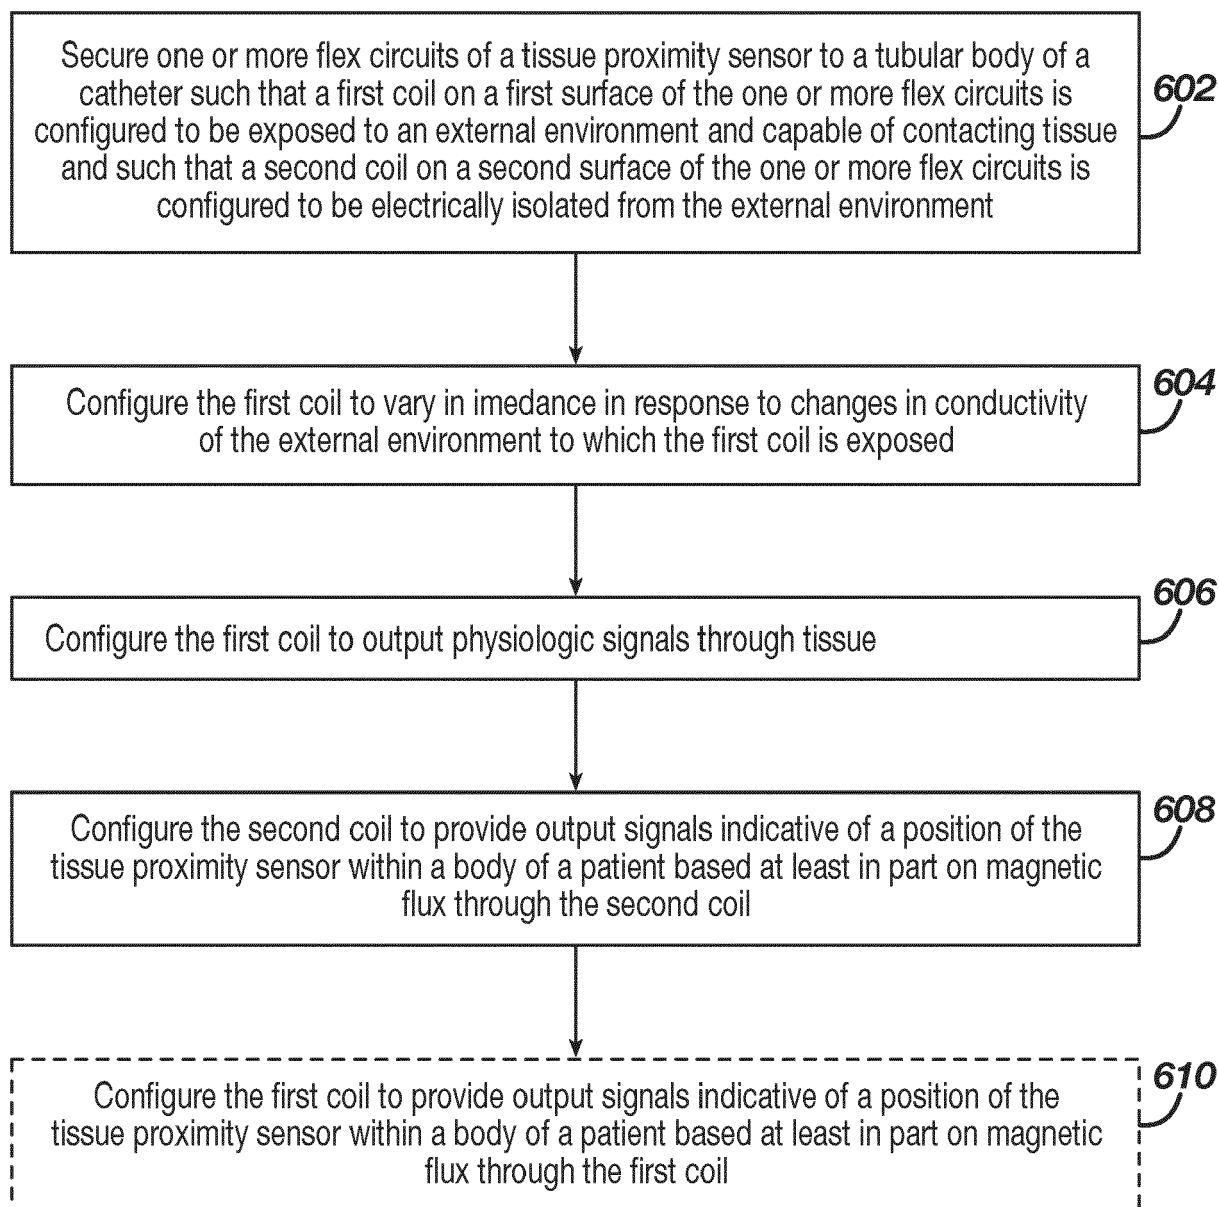 Secure one or more flex circuits of a tissue proximity sensor to a tubular body of a
catheter such that a first coil on a first surface of the one or more flex circuits is
configured to be exposed to an external environment and capable of contacting tissue
and such that a second coil on a second surface of the one or more flex circuits is
configured to be electrically isolated from the external environment
602
Configure the first coil to vary in imedance in response to changes in conductivity
of the external environment to which the first coil is exposed
604
Configure the first coil to output physiologic signals through tissue
606
Configure the second coil to provide output signals indicative of a position of the
tissue proximity sensor within a body of a patient based at least in part on magnetic
flux through the second coil
608
Configure the first coil to provide output signals indicative of a position of the
tissue proximity sensor within a body of a patient based at least in part on magnetic
flux through the first coil
610